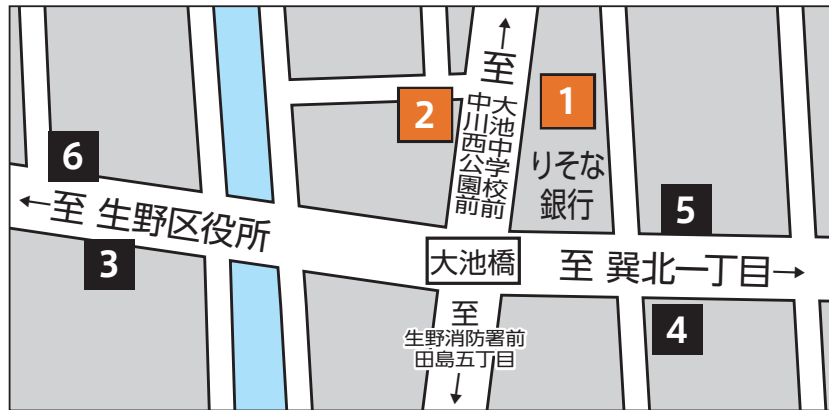 ↑
至
大池中学校前
中川西公園前
1
2
りそな
銀行
6
←至 生野区役所
3
5
大池橋
至 巽北一丁目→
4
至
生野消防署前
田島五丁目
↓